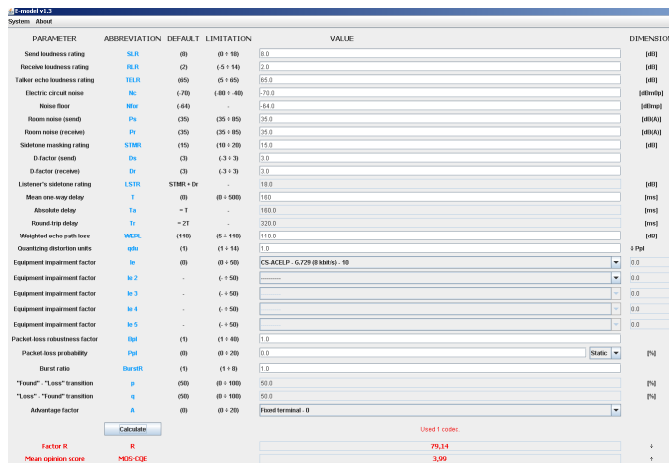 E-model v1.3
System About
PARAMETER ABBREVIATION DEFAULT LIMITATION VALUE DIMENSION
Send loudness rating SLR (8) (0 ÷ 18) 8.0 [dB]
Receive loudness rating RLR (2) (-5 ÷ 14) 2.0 [dB]
Talker echo loudness rating TELR (65) (5 ÷ 65) 65.0 [dB]
Electric circuit noise Nc (-70) (-80 ÷ -40) -70.0 [dBm0p]
Noise floor Nfor (-64) - -64.0 [dBmp]
Room noise (send) Ps (35) (35 ÷ 85) 35.0 [dB(A)]
Room noise (receive) Pr (35) (35 ÷ 85) 35.0 [dB(A)]
Sidetone masking rating STMR (15) (10 ÷ 20) 15.0 [dB]
D-factor (send) Ds (3) (-3 ÷ 3) 3.0
D-factor (receive) Dr (3) (-3 ÷ 3) 3.0
Listener's sidetone rating LSTR STMR + Dr - 18.0 [dB]
Mean one-way delay T (0) (0 ÷ 500) 160 [ms]
Absolute delay Ta = T - 160.0 [ms]
Round-trip delay Tr = 2T - 320.0 [ms]
Weighted echo path loss WEPL (110) (5 ÷ 110) 110.0 [dB]
Quantizing distortion units qdu (1) (1 ÷ 14) 1.0 ÷ Ppl
Equipment impairment factor Ie (0) (0 ÷ 50) CS-ACELP - G.729 (8 kbit/s) - 10 0.0
Equipment impairment factor Ie 2 - (- ÷ 50) ---------- 0.0
Equipment impairment factor Ie 3 - (- ÷ 50) 0.0
Equipment impairment factor Ie 4 - (- ÷ 50) 0.0
Equipment impairment factor Ie 5 - (- ÷ 50) 0.0
Packet-loss robustness factor Bpl (1) (1 ÷ 40) 1.0
Packet-loss probability Ppl (0) (0 ÷ 20) 0.0 Static [%]
Burst ratio BurstR (1) (1 ÷ 8) 1.0
"Found" - "Loss" transition p (50) (0 ÷ 100) 50.0 [%]
"Loss" - "Found" transition q (50) (0 ÷ 100) 50.0 [%]
Advantage factor A (0) (0 ÷ 20) Fixed terminal - 0
Calculate Used 1 codec.
Factor R R 79,14 ÷
Mean opinion score MOS-CQE 3,99 ÷